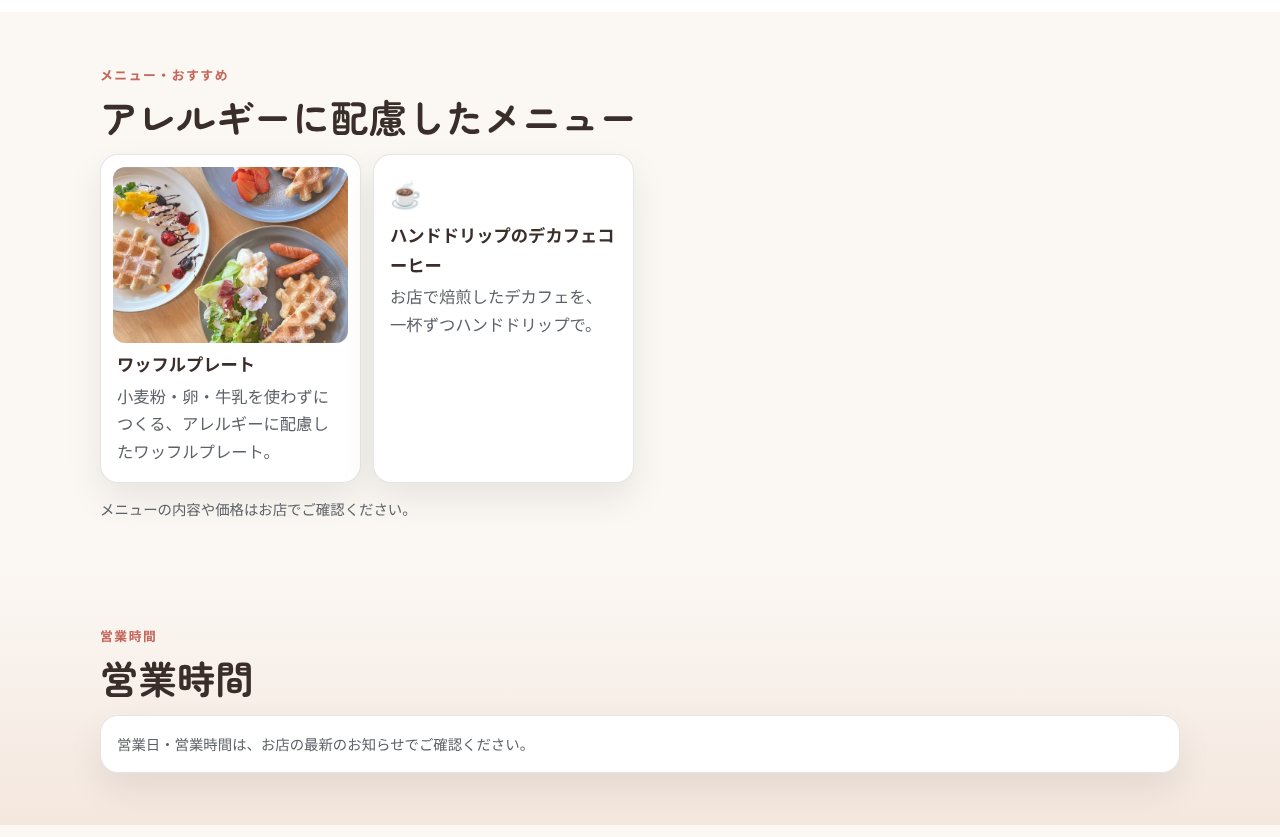 メニュー・おすすめ
アレルギーに配慮したメニュー
ワッフルプレート
小麦粉・卵・牛乳を使わずに
つくる、アレルギーに配慮し
たワッフルプレート。
ハンドドリップのデカフェコ
ーヒー
お店で焙煎したデカフェを、
一杯ずつハンドドリップで。
メニューの内容や価格はお店でご確認ください。
営業時間
営業時間
営業日・営業時間は、お店の最新のお知らせでご確認ください。